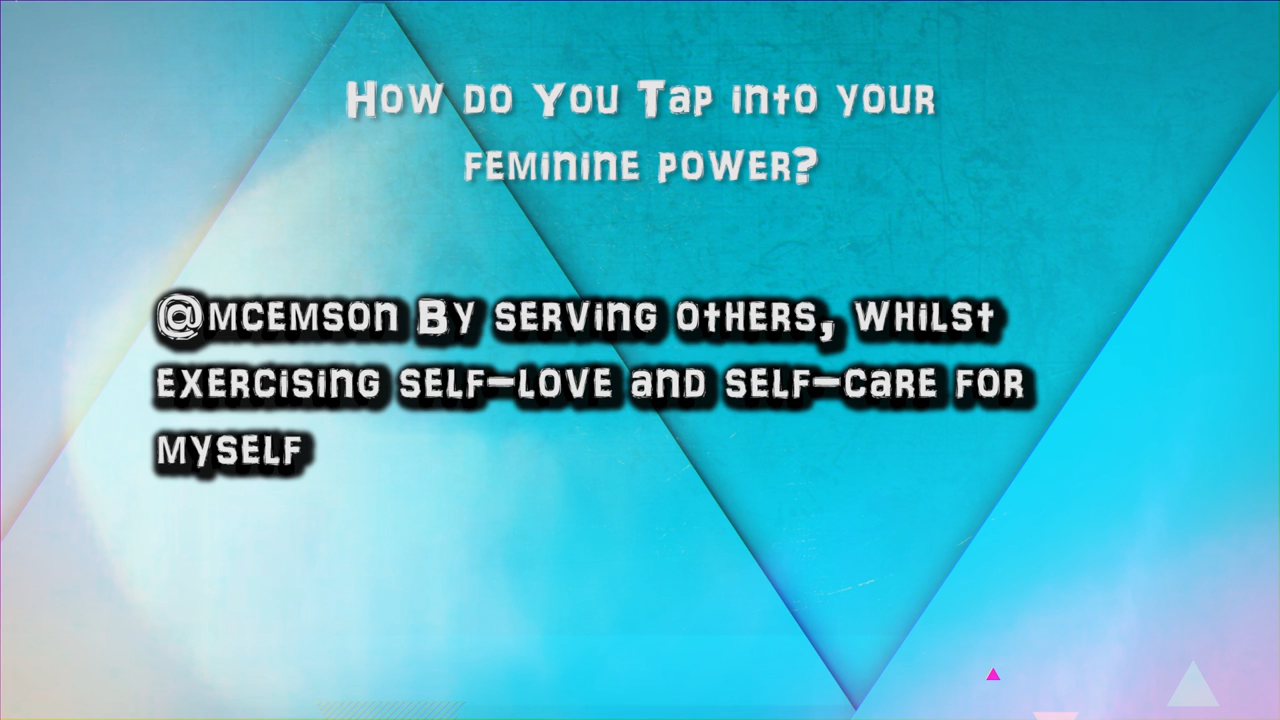 How do You Tap into your
feminine power?
@mcemson By serving others, whilst
exercising self-love and self-care for
myself